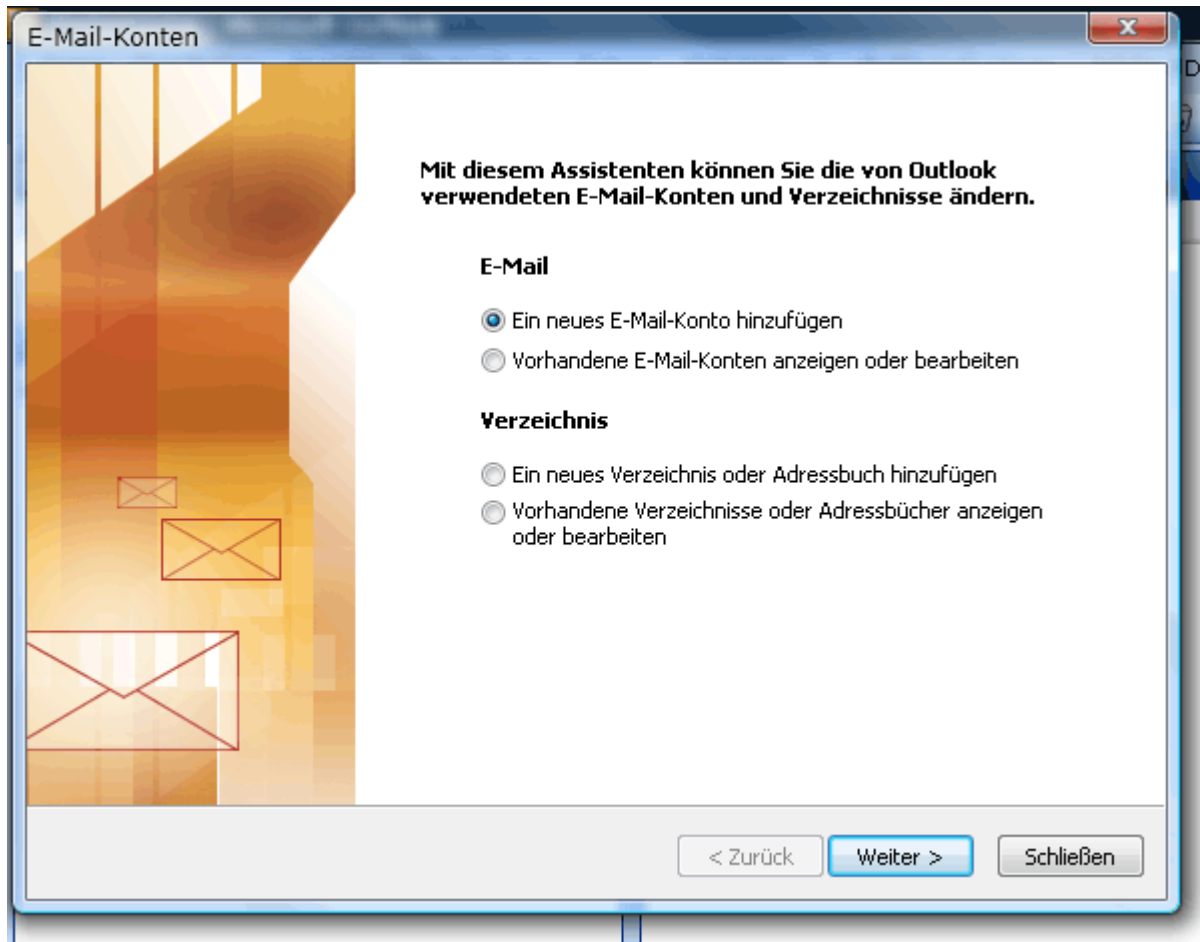 E-Mail-Konten
Mit diesem Assistenten können Sie die von Outlook
verwendeten E-Mail-Konten und Verzeichnisse ändern.
E-Mail
Ein neues E-Mail-Konto hinzufügen
Vorhandene E-Mail-Konten anzeigen oder bearbeiten
Verzeichnis
Ein neues Verzeichnis oder Adressbuch hinzufügen
Vorhandene Verzeichnisse oder Adressbücher anzeigen
oder bearbeiten
< Zurück Weiter > Schließen